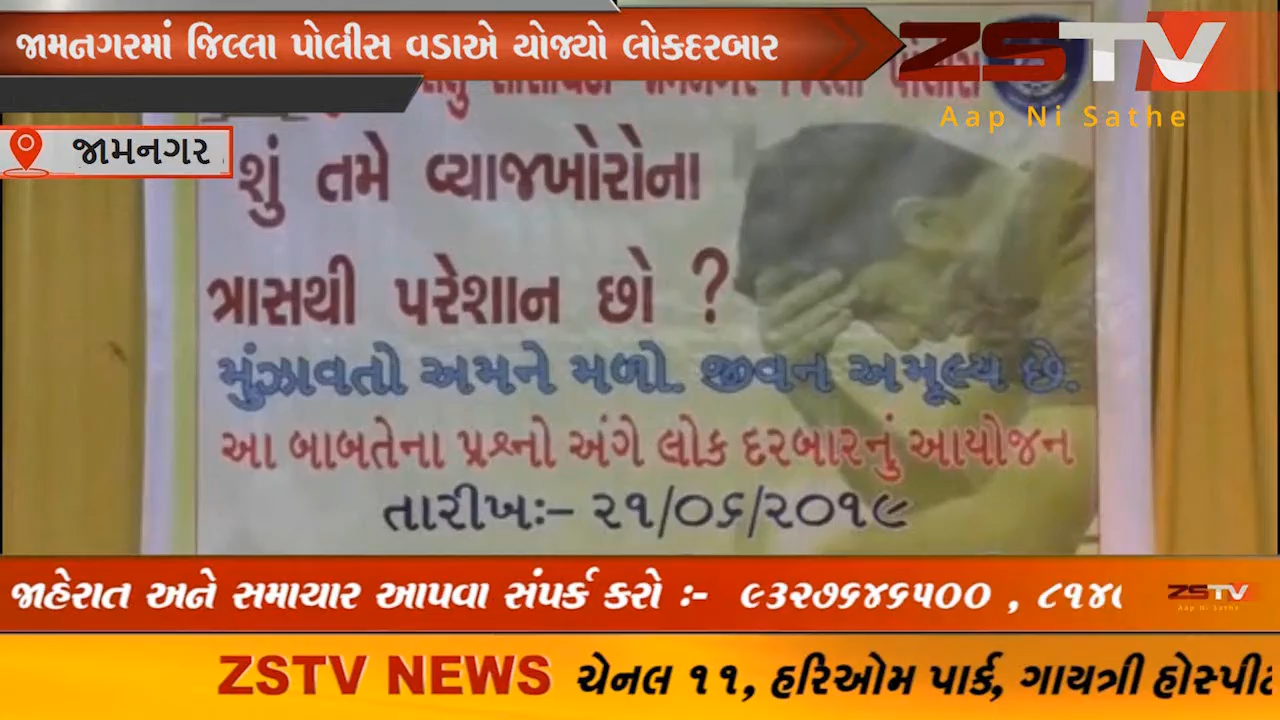 જામનગરમાં જિલ્લા પોલીસ વડાએ યોજ્યો લોકદરબાર
ZSTV
Aap Ni Sathe
જામનગર
જામનગર જિલ્લા પોલીસ
શું તમે વ્યાજખોરોના
ત્રાસથી પરેશાન છો ?
મુંઝાવતો અમને મળો. જીવન અમૂલ્ય છે.
આ બાબતેના પ્રશ્નો અંગે લોક દરબારનું આયોજન
તારીખઃ– ૨૧/૦૬/૨૦૧૯
જાહેરાત અને સમાચાર આપવા સંપર્ક કરો :- ૯૩૨૭૬૪૬૫૦૦ , ૮૧૪
ZSTV
Aap Ni Sathe
ZSTV NEWS ચેનલ ૧૧, હરિઓમ પાર્ક, ગાયત્રી